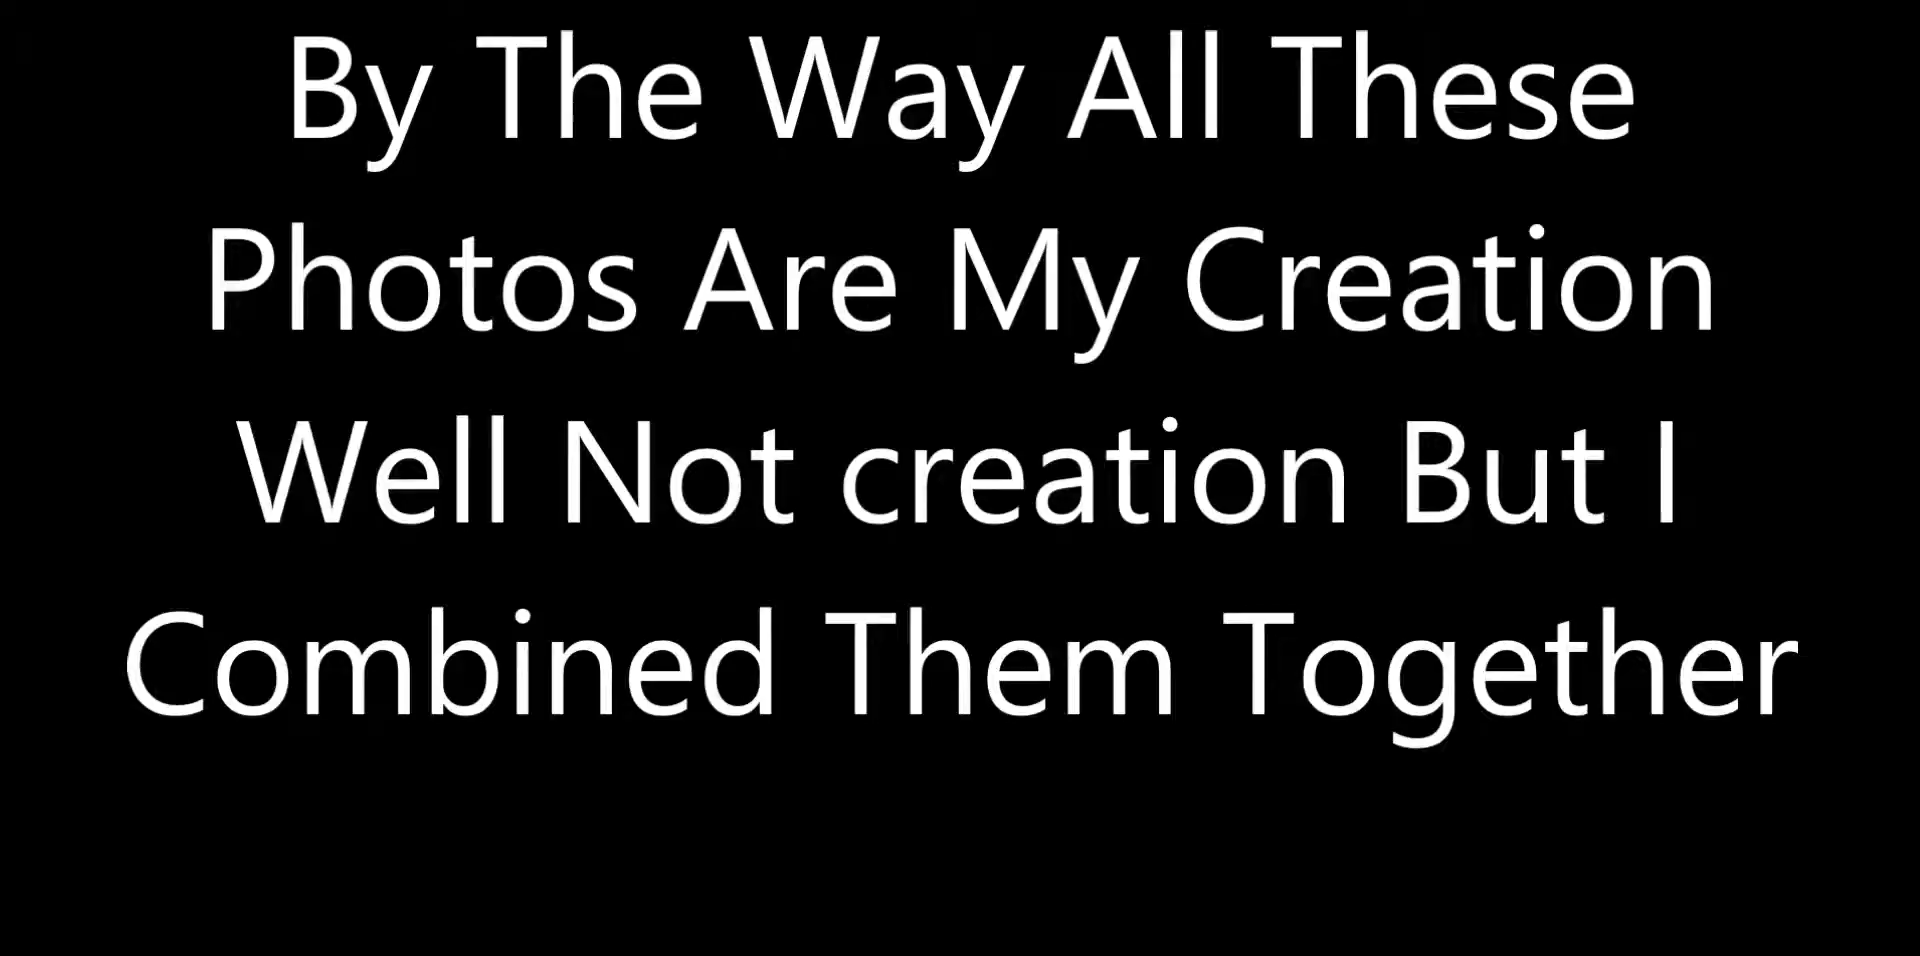 By The Way All These
Photos Are My Creation
Well Not creation But I
Combined Them Together